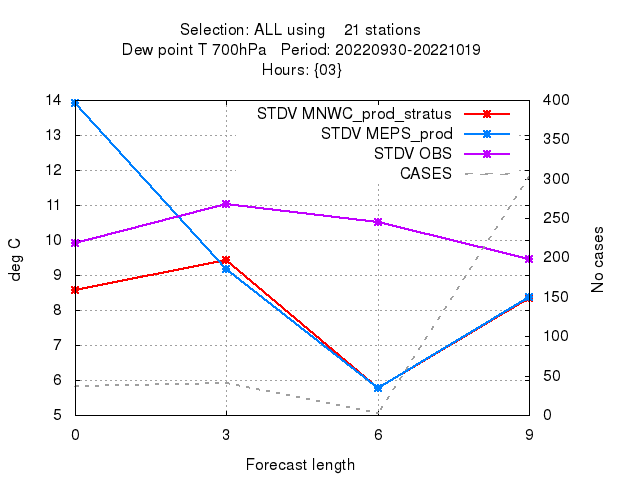 Selection: ALL using 21 stations
Dew point T 700hPa Period: 20220930-20221019
Hours: {03}
STDV MNWC_prod_stratus
STDV MEPS_prod
STDV OBS
CASES
14
13
12
11
10
9
8
7
6
5
400
350
300
250
200
150
100
50
0
deg C
No cases
0 3 6 9
Forecast length